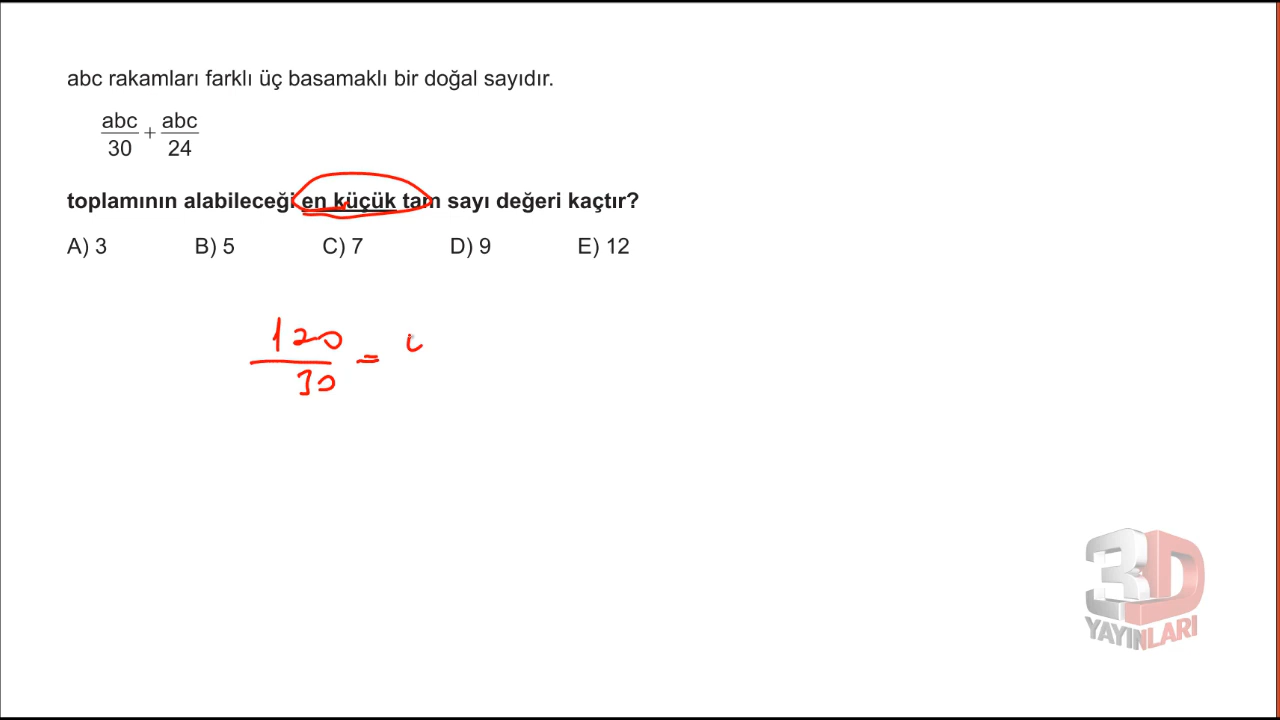 abc rakamları farklı üç basamaklı bir doğal sayıdır.
abc/30 + abc/24
toplamının alabileceği en küçük tam sayı değeri kaçtır?
A) 3 B) 5 C) 7 D) 9 E) 12
120/30 =
3D
YAYINLARI